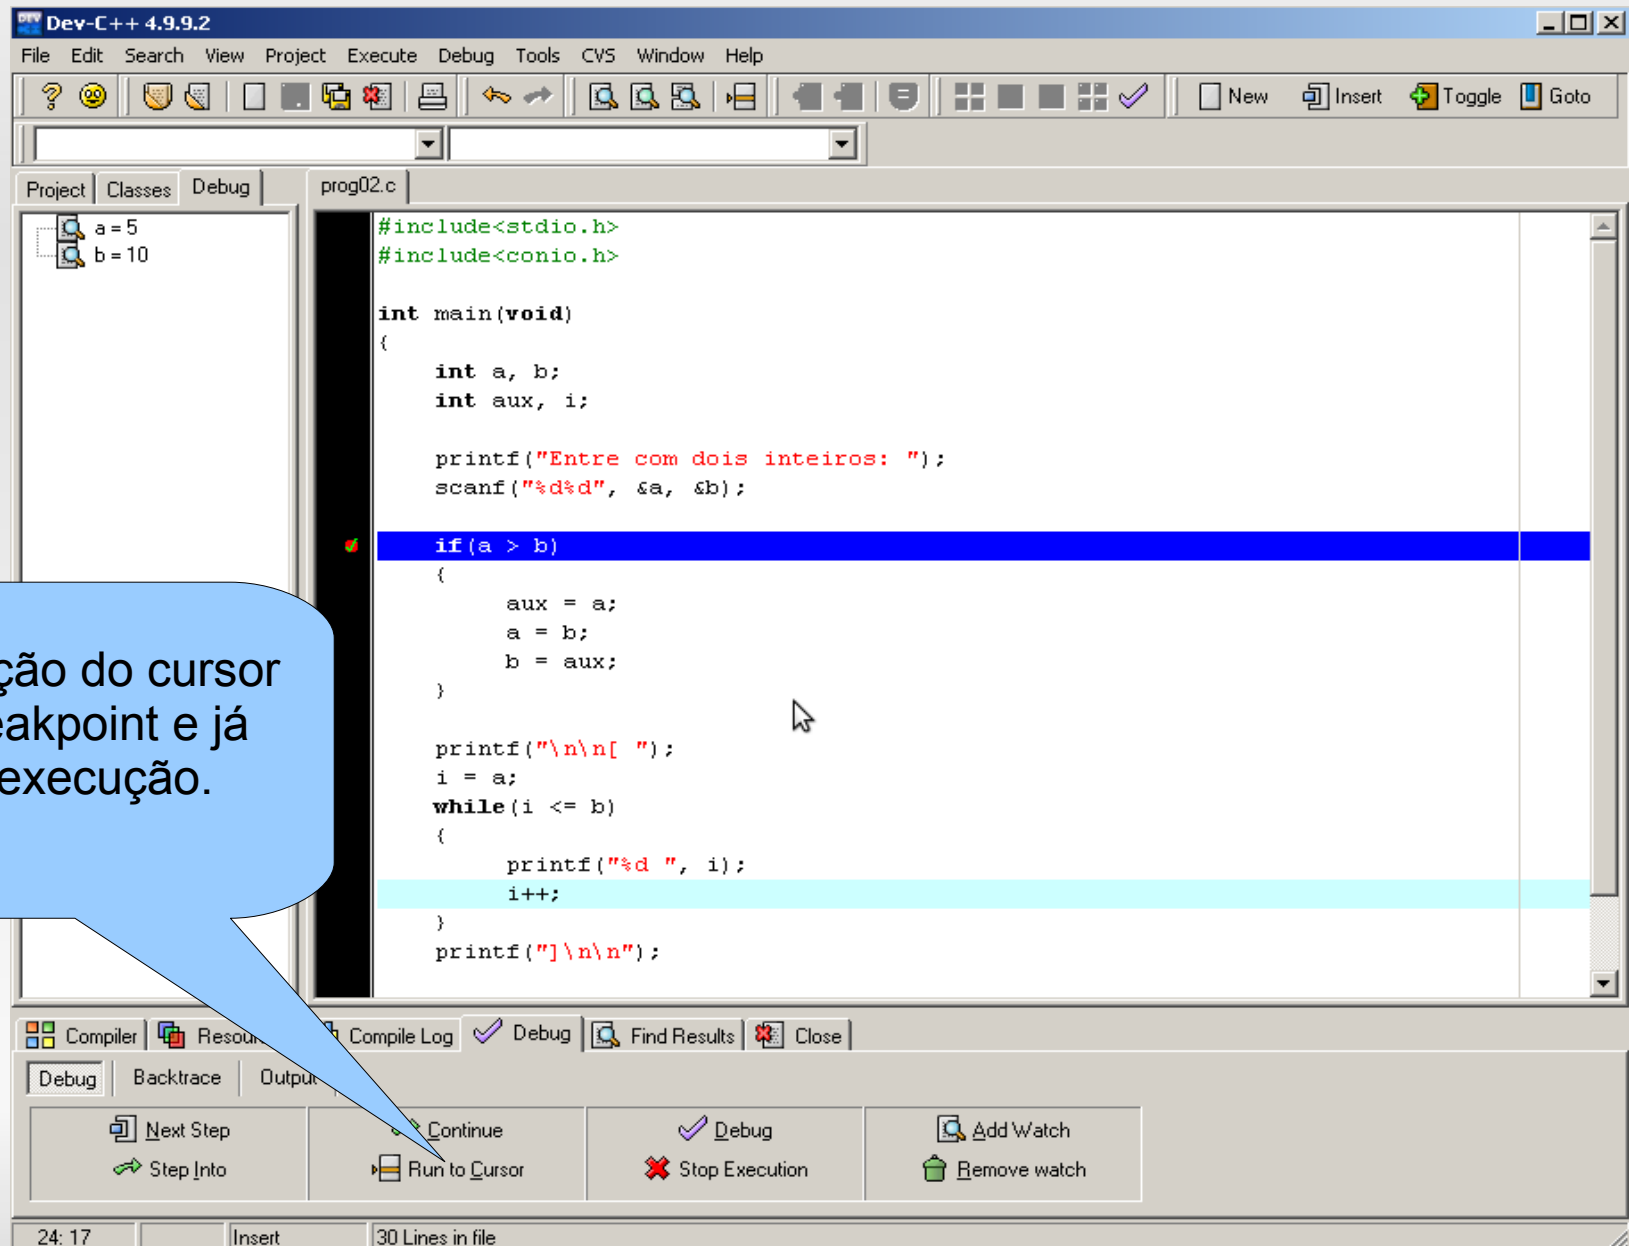 Dev-C++ 4.9.9.2
File Edit Search View Project Execute Debug Tools CVS Window Help
New Insert Toggle Goto
Project Classes Debug prog02.c
a = 5
b = 10
#include<stdio.h>
#include<conio.h>
int main(void)
{
int a, b;
int aux, i;
printf("Entre com dois inteiros: ");
scanf("%d%d", &a, &b);
if(a > b)
{
aux = a;
a = b;
b = aux;
}
printf("\n\n[ ");
i = a;
while(i <= b)
{
printf("%d ", i);
i++;
}
printf("]\n\n");
ção do cursor
eakpoint e já
execução.
Compiler Resour Compile Log Debug Find Results Close
Debug Backtrace Outpu
Next Step Continue Debug Add Watch
Step Into Run to Cursor Stop Execution Remove watch
24: 17 Insert 30 Lines in file